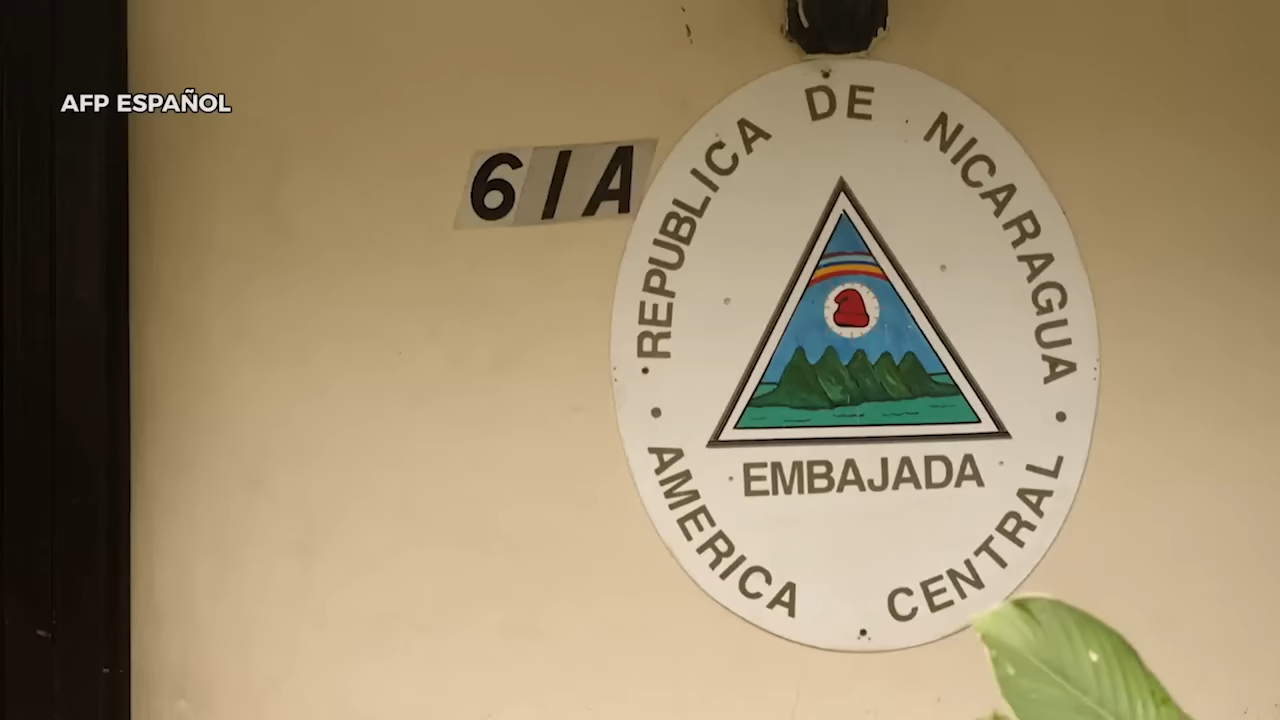 AFP ESPAÑOL
61A
REPUBLICA DE NICARAGUA
EMBAJADA
AMERICA CENTRAL